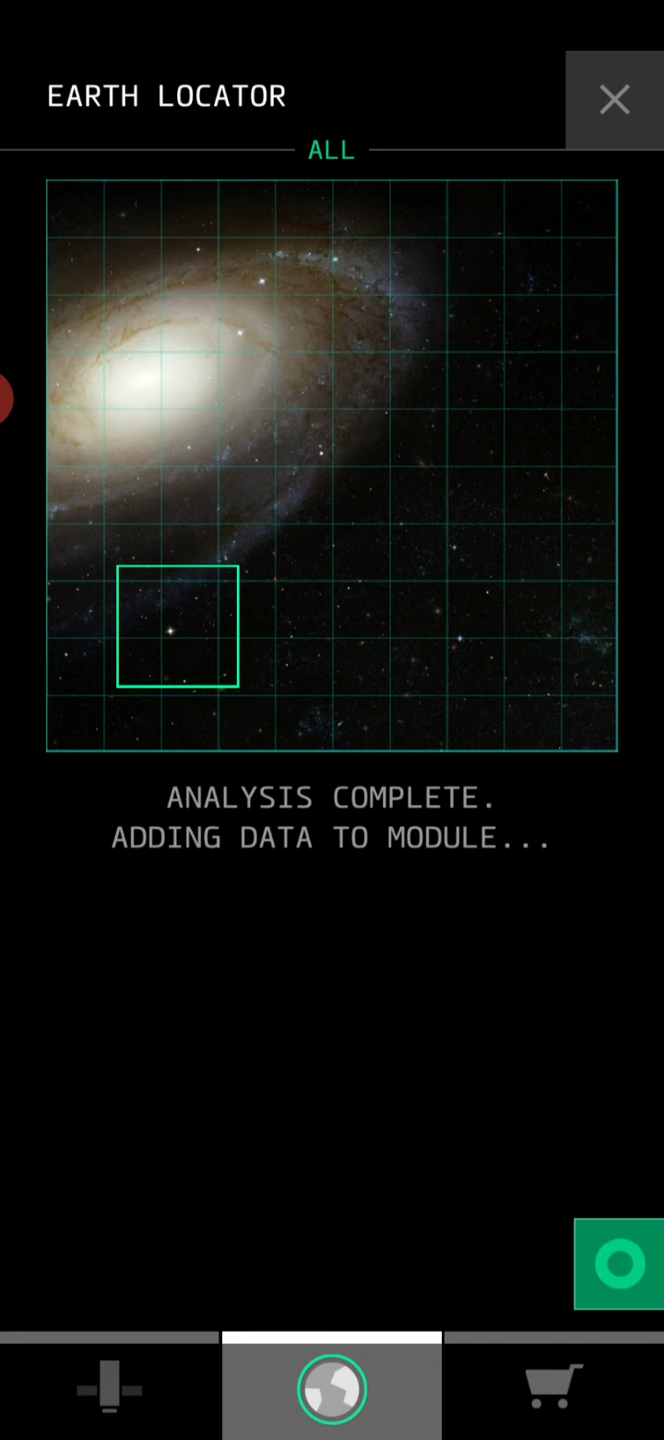 EARTH LOCATOR
ALL
ANALYSIS COMPLETE.
ADDING DATA TO MODULE...